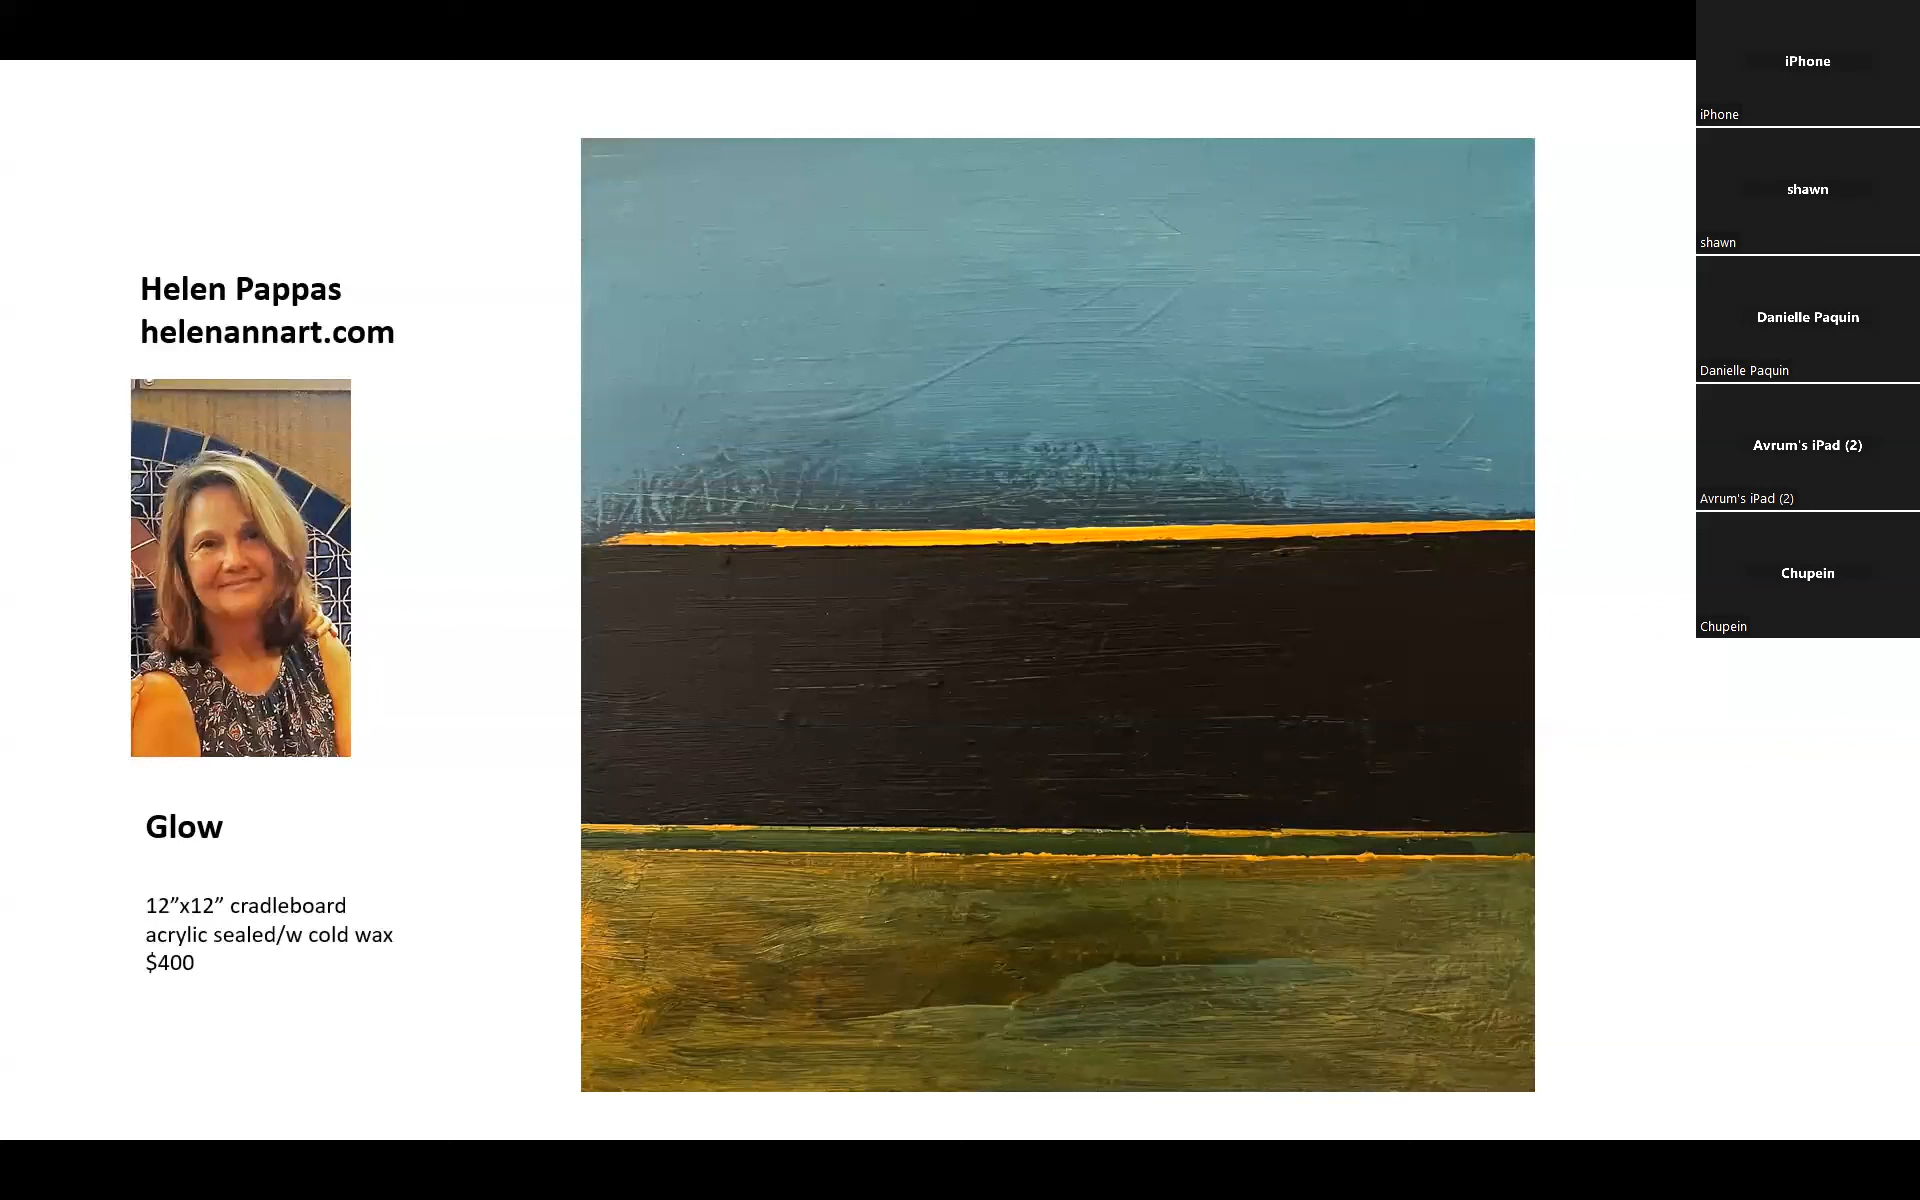 Helen Pappas
helenannart.com
Glow
12”x12” cradleboard
acrylic sealed/w cold wax
$400
iPhone
iPhone
shawn
shawn
Danielle Paquin
Danielle Paquin
Avrum's iPad (2)
Avrum's iPad (2)
Chupein
Chupein